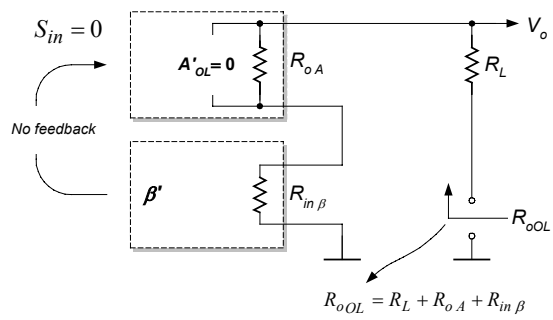 S_in = 0
V_o
A'_OL = 0
R_o A
R_L
No feedback
β'
R_in β
R_oOL
R_oOL = R_L + R_o A + R_in β